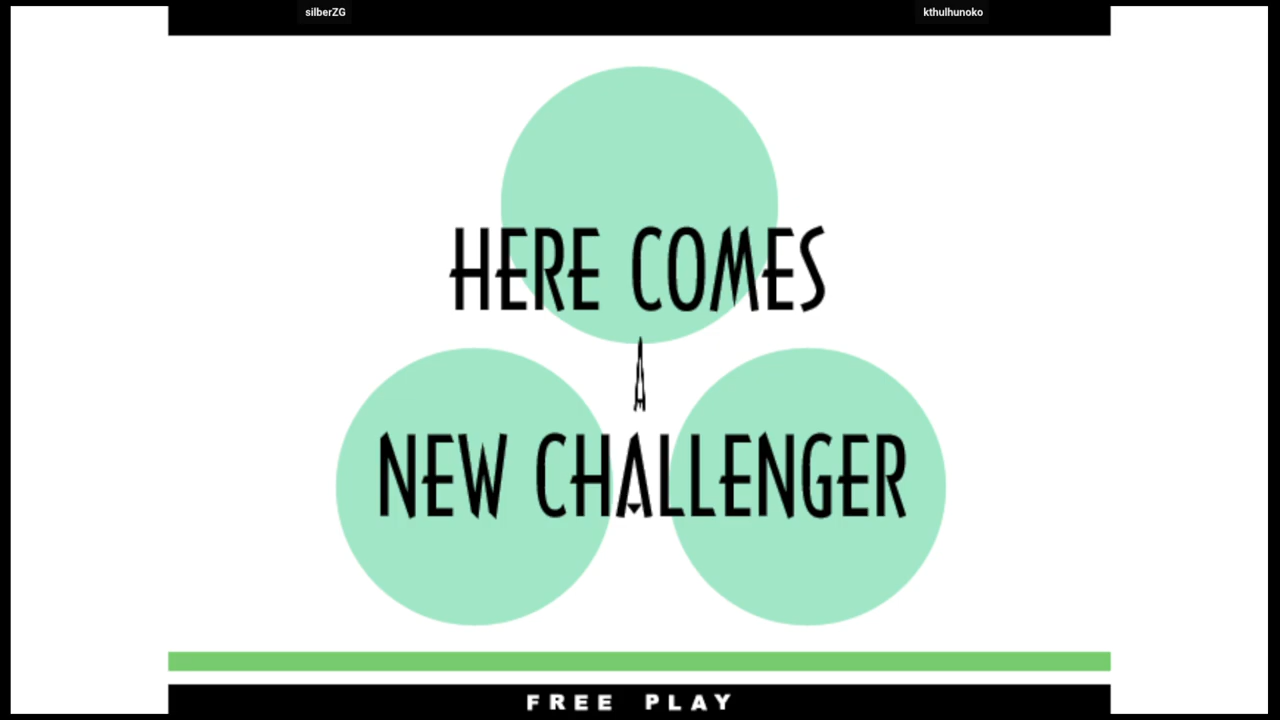 silberZG
kthulhunoko
HERE COMES
A
NEW CHALLENGER
FREE PLAY